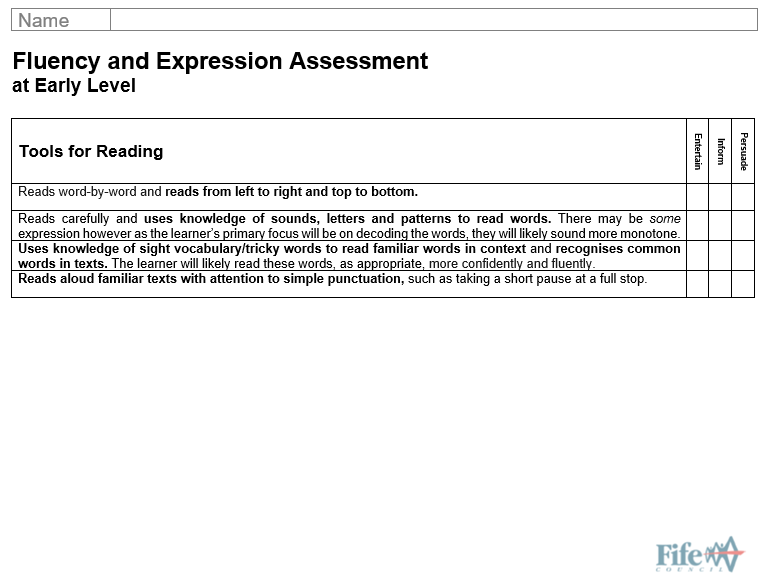 Name
Fluency and Expression Assessment
at Early Level
Tools for Reading
Entertain
Inform
Persuade
Reads word-by-word and reads from left to right and top to bottom.
Reads carefully and uses knowledge of sounds, letters and patterns to read words. There may be some
expression however as the learner's primary focus will be on decoding the words, they will likely sound more monotone.
Uses knowledge of sight vocabulary/tricky words to read familiar words in context and recognises common
words in texts. The learner will likely read these words, as appropriate, more confidently and fluently.
Reads aloud familiar texts with attention to simple punctuation, such as taking a short pause at a full stop.
Fife
COUNCIL